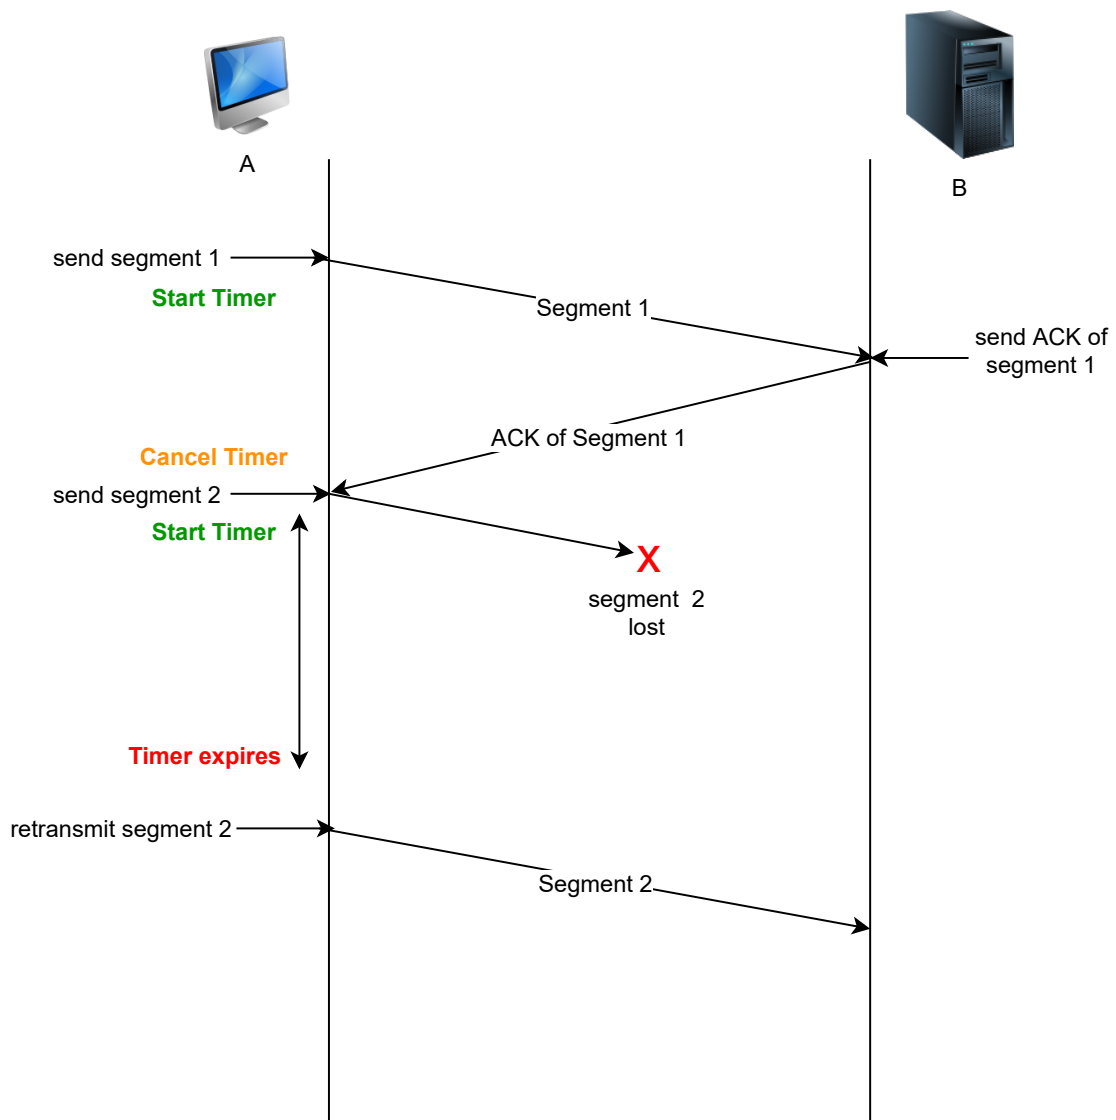 A
B
send segment 1
Start Timer
Segment 1
send ACK of
segment 1
ACK of Segment 1
Cancel Timer
send segment 2
Start Timer
X
segment 2
lost
Timer expires
retransmit segment 2
Segment 2